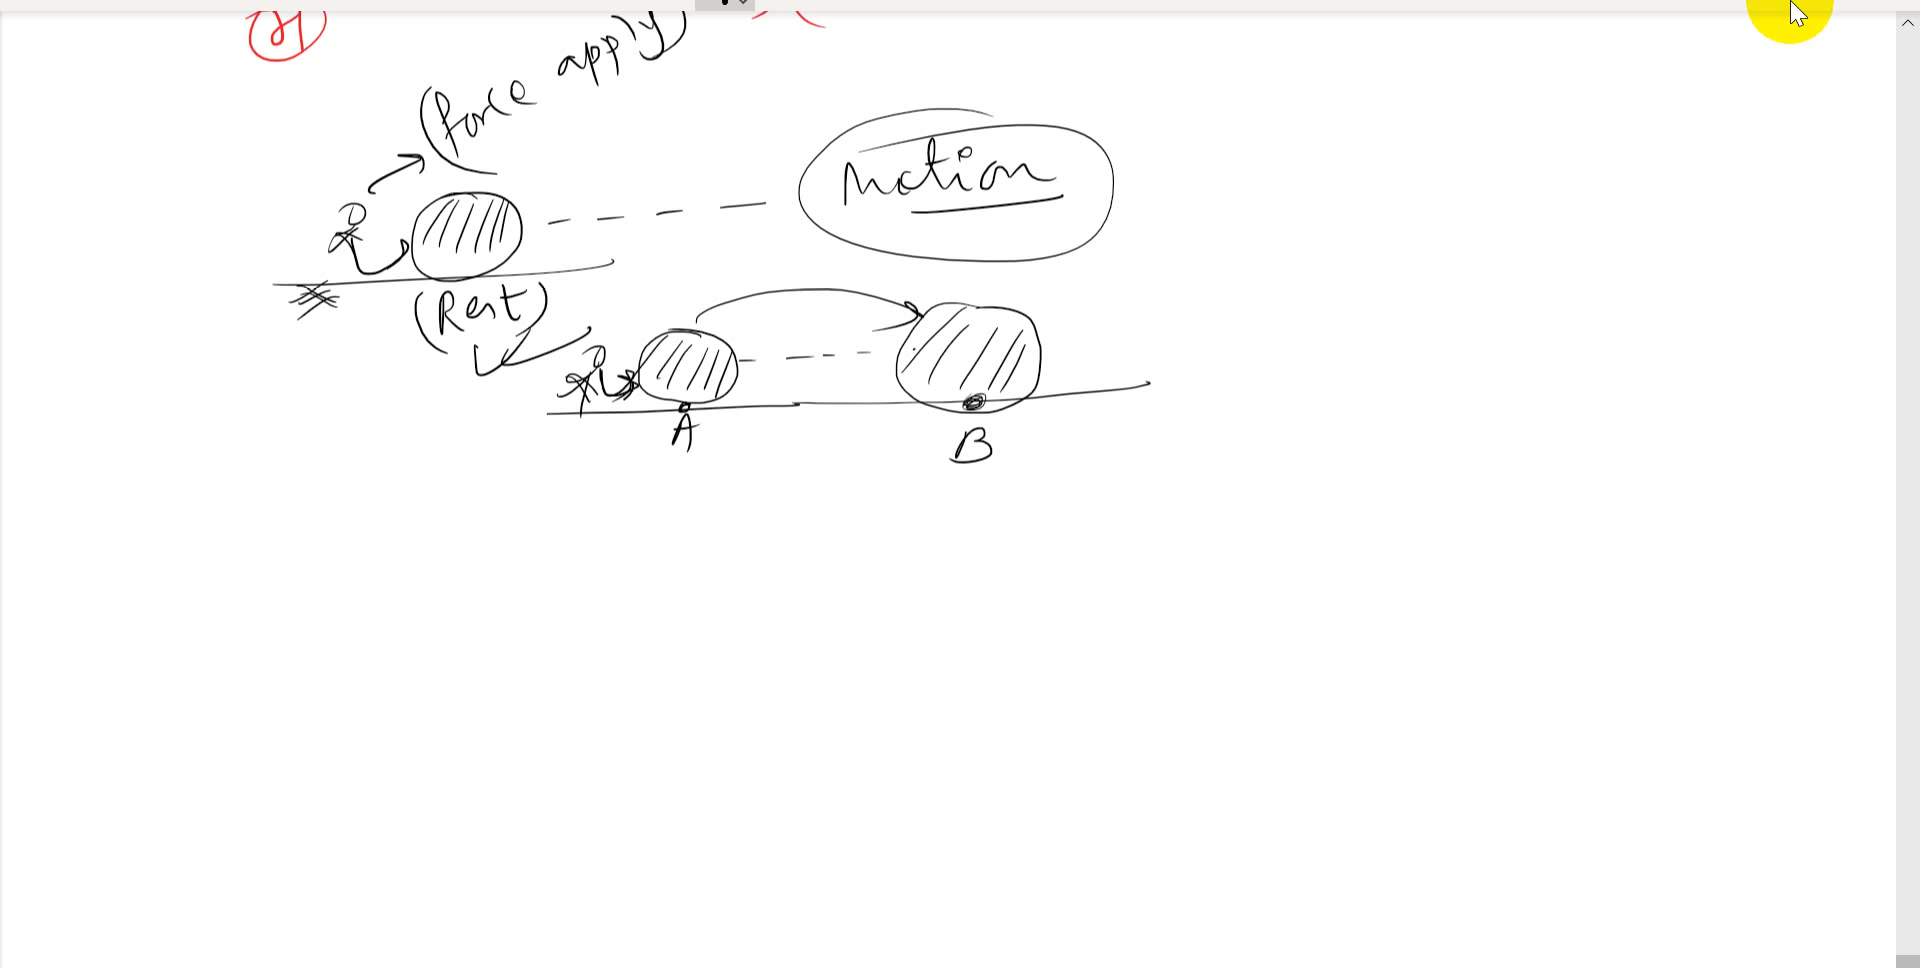 (force apply)
Motion
(Rest)
A
B